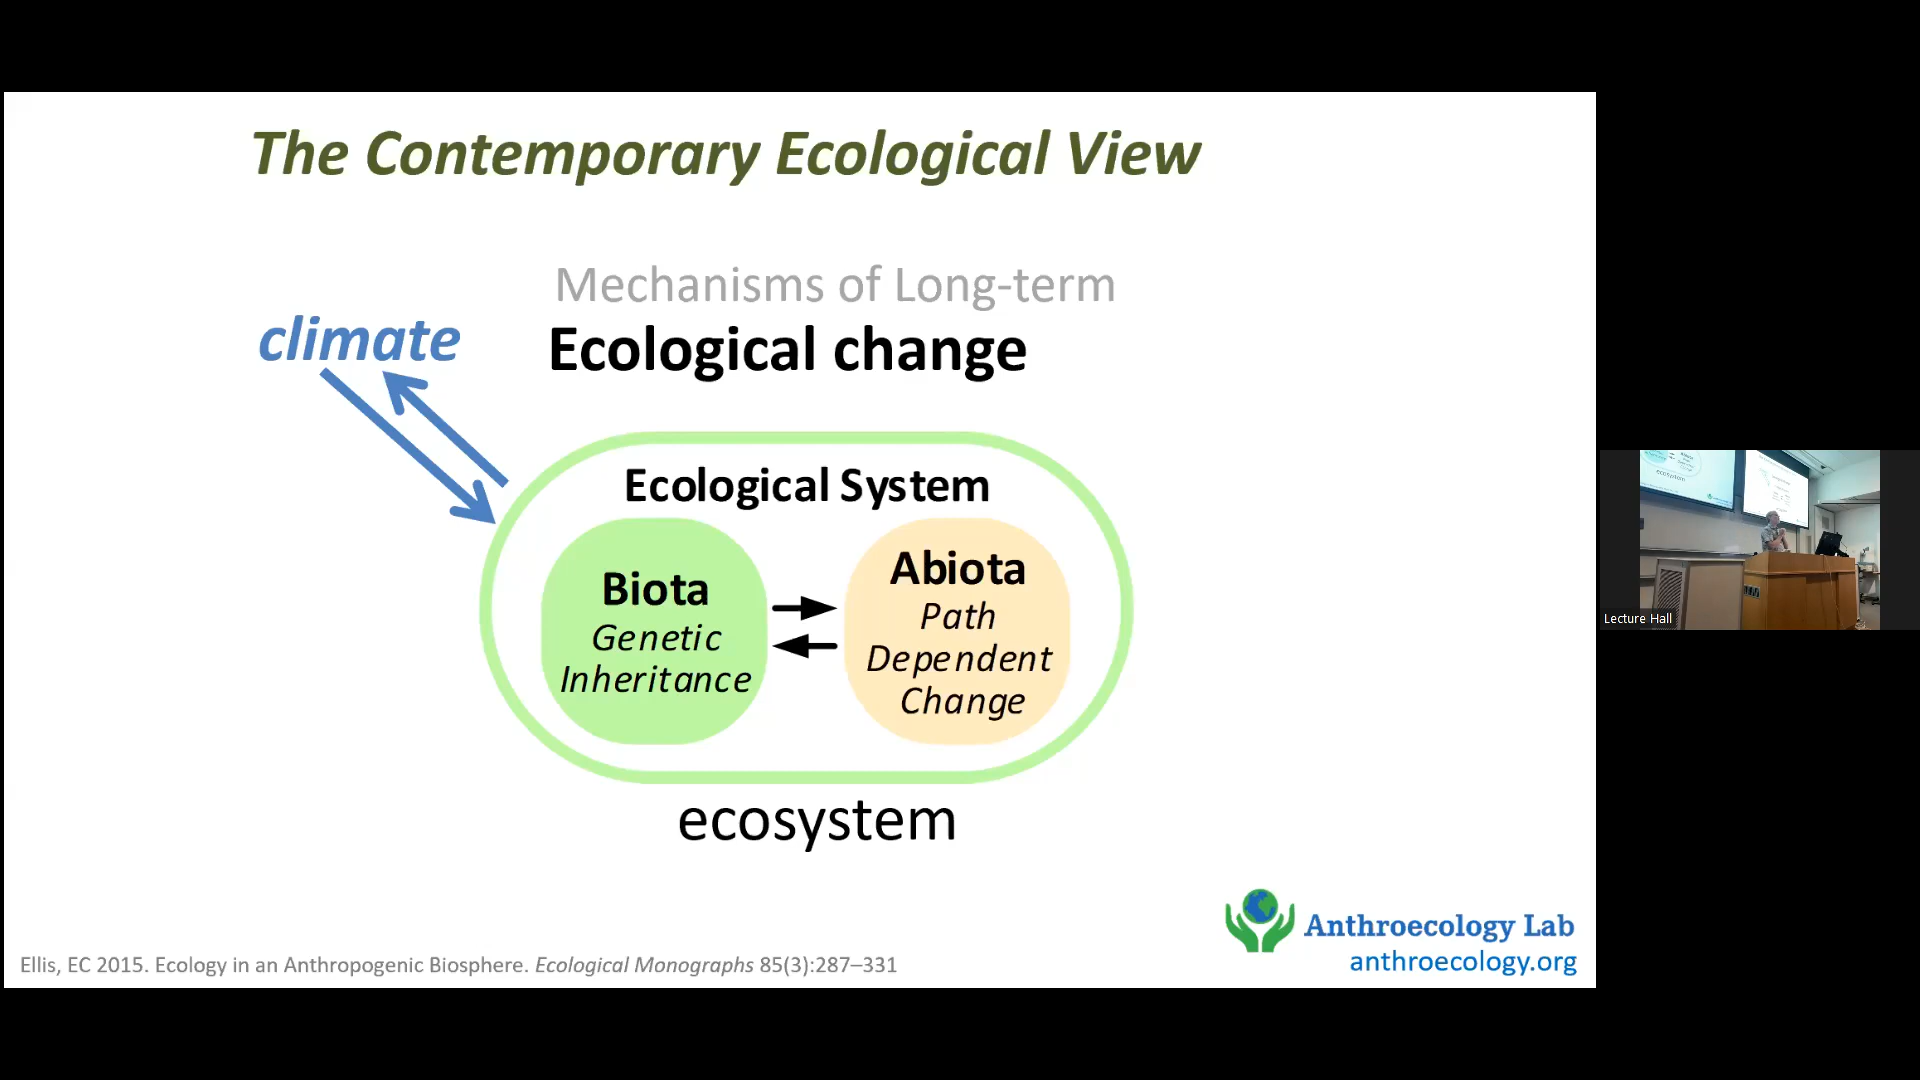 The Contemporary Ecological View
Mechanisms of Long-term
Ecological change
climate
Ecological System
Biota
Genetic
Inheritance
Abiota
Path
Dependent
Change
ecosystem
Anthroecology Lab
anthroecology.org
Ellis, EC 2015. Ecology in an Anthropogenic Biosphere. Ecological Monographs 85(3):287–331
ecosystem
Lecture Hall